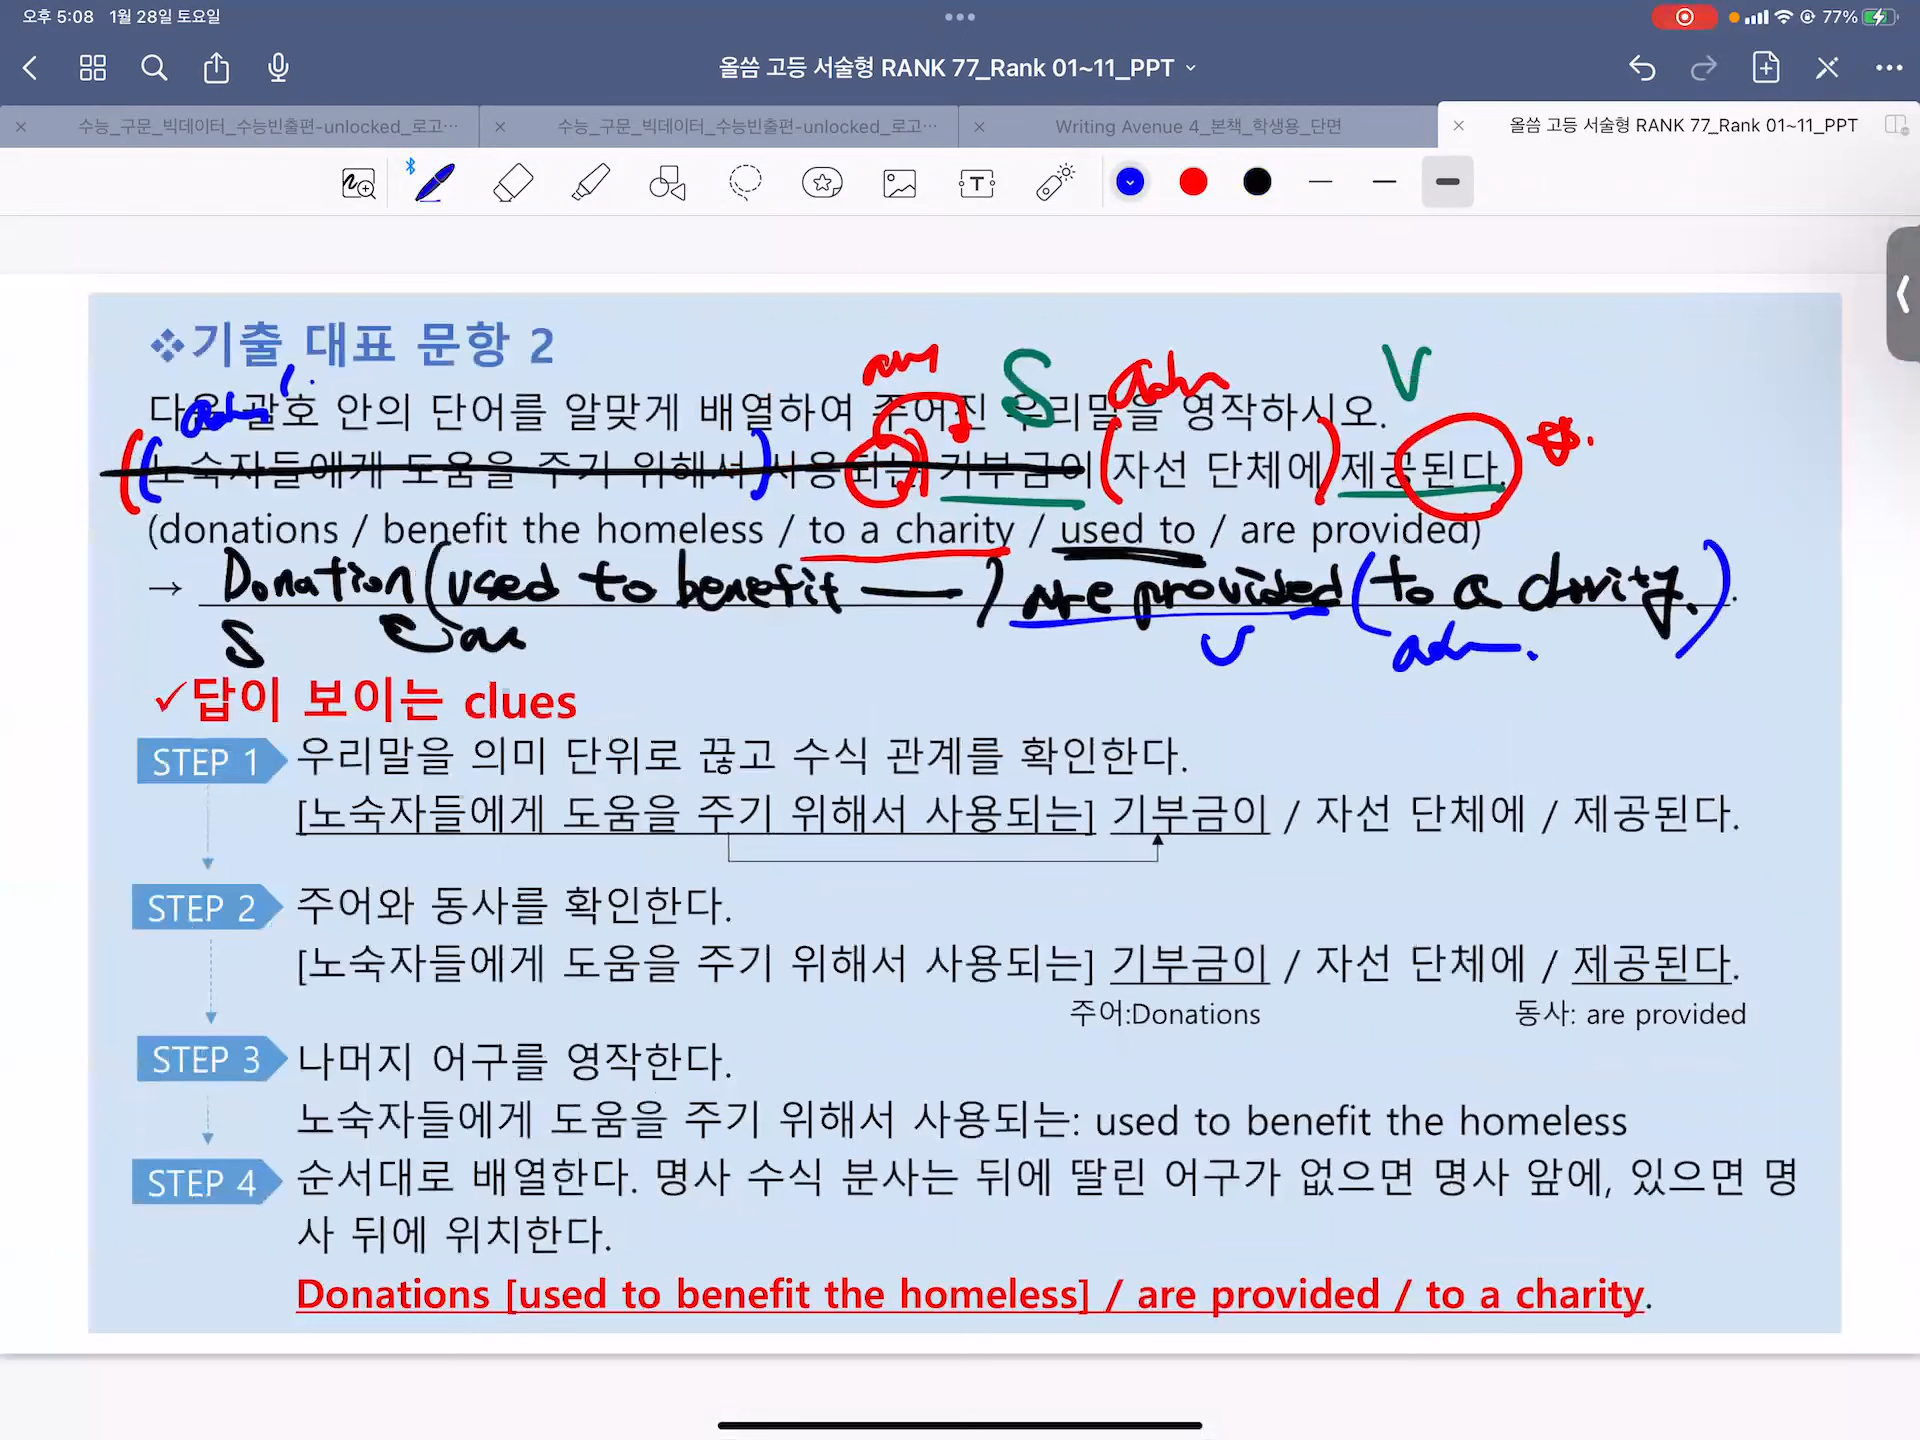 오후 5:08 1월 28일 토요일
77%
올씀 고등 서술형 RANK 77_Rank 01~11_PPT
수능_구문_빅데이터_수능빈출편-unlocked_로고…
수능_구문_빅데이터_수능빈출편-unlocked_로고…
Writing Avenue 4_본책_학생용_단면
올씀 고등 서술형 RANK 77_Rank 01~11_PPT
❖기출 대표 문항 2
S
V
다음 괄호 안의 단어를 알맞게 배열하여 주어진 우리말을 영작하시오.
노숙자들에게 도움을 주기 위해서 사용되는 기부금이 자선 단체에 제공된다.
(donations / benefit the homeless / to a charity / used to / are provided)
→ Donation (used to benefit —) are provided (to a charity.)
S
V
✓답이 보이는 clues
STEP 1 우리말을 의미 단위로 끊고 수식 관계를 확인한다.
[노숙자들에게 도움을 주기 위해서 사용되는] 기부금이 / 자선 단체에 / 제공된다.
STEP 2 주어와 동사를 확인한다.
[노숙자들에게 도움을 주기 위해서 사용되는] 기부금이 / 자선 단체에 / 제공된다.
주어:Donations 동사: are provided
STEP 3 나머지 어구를 영작한다.
노숙자들에게 도움을 주기 위해서 사용되는: used to benefit the homeless
STEP 4 순서대로 배열한다. 명사 수식 분사는 뒤에 딸린 어구가 없으면 명사 앞에, 있으면 명
사 뒤에 위치한다.
Donations [used to benefit the homeless] / are provided / to a charity.